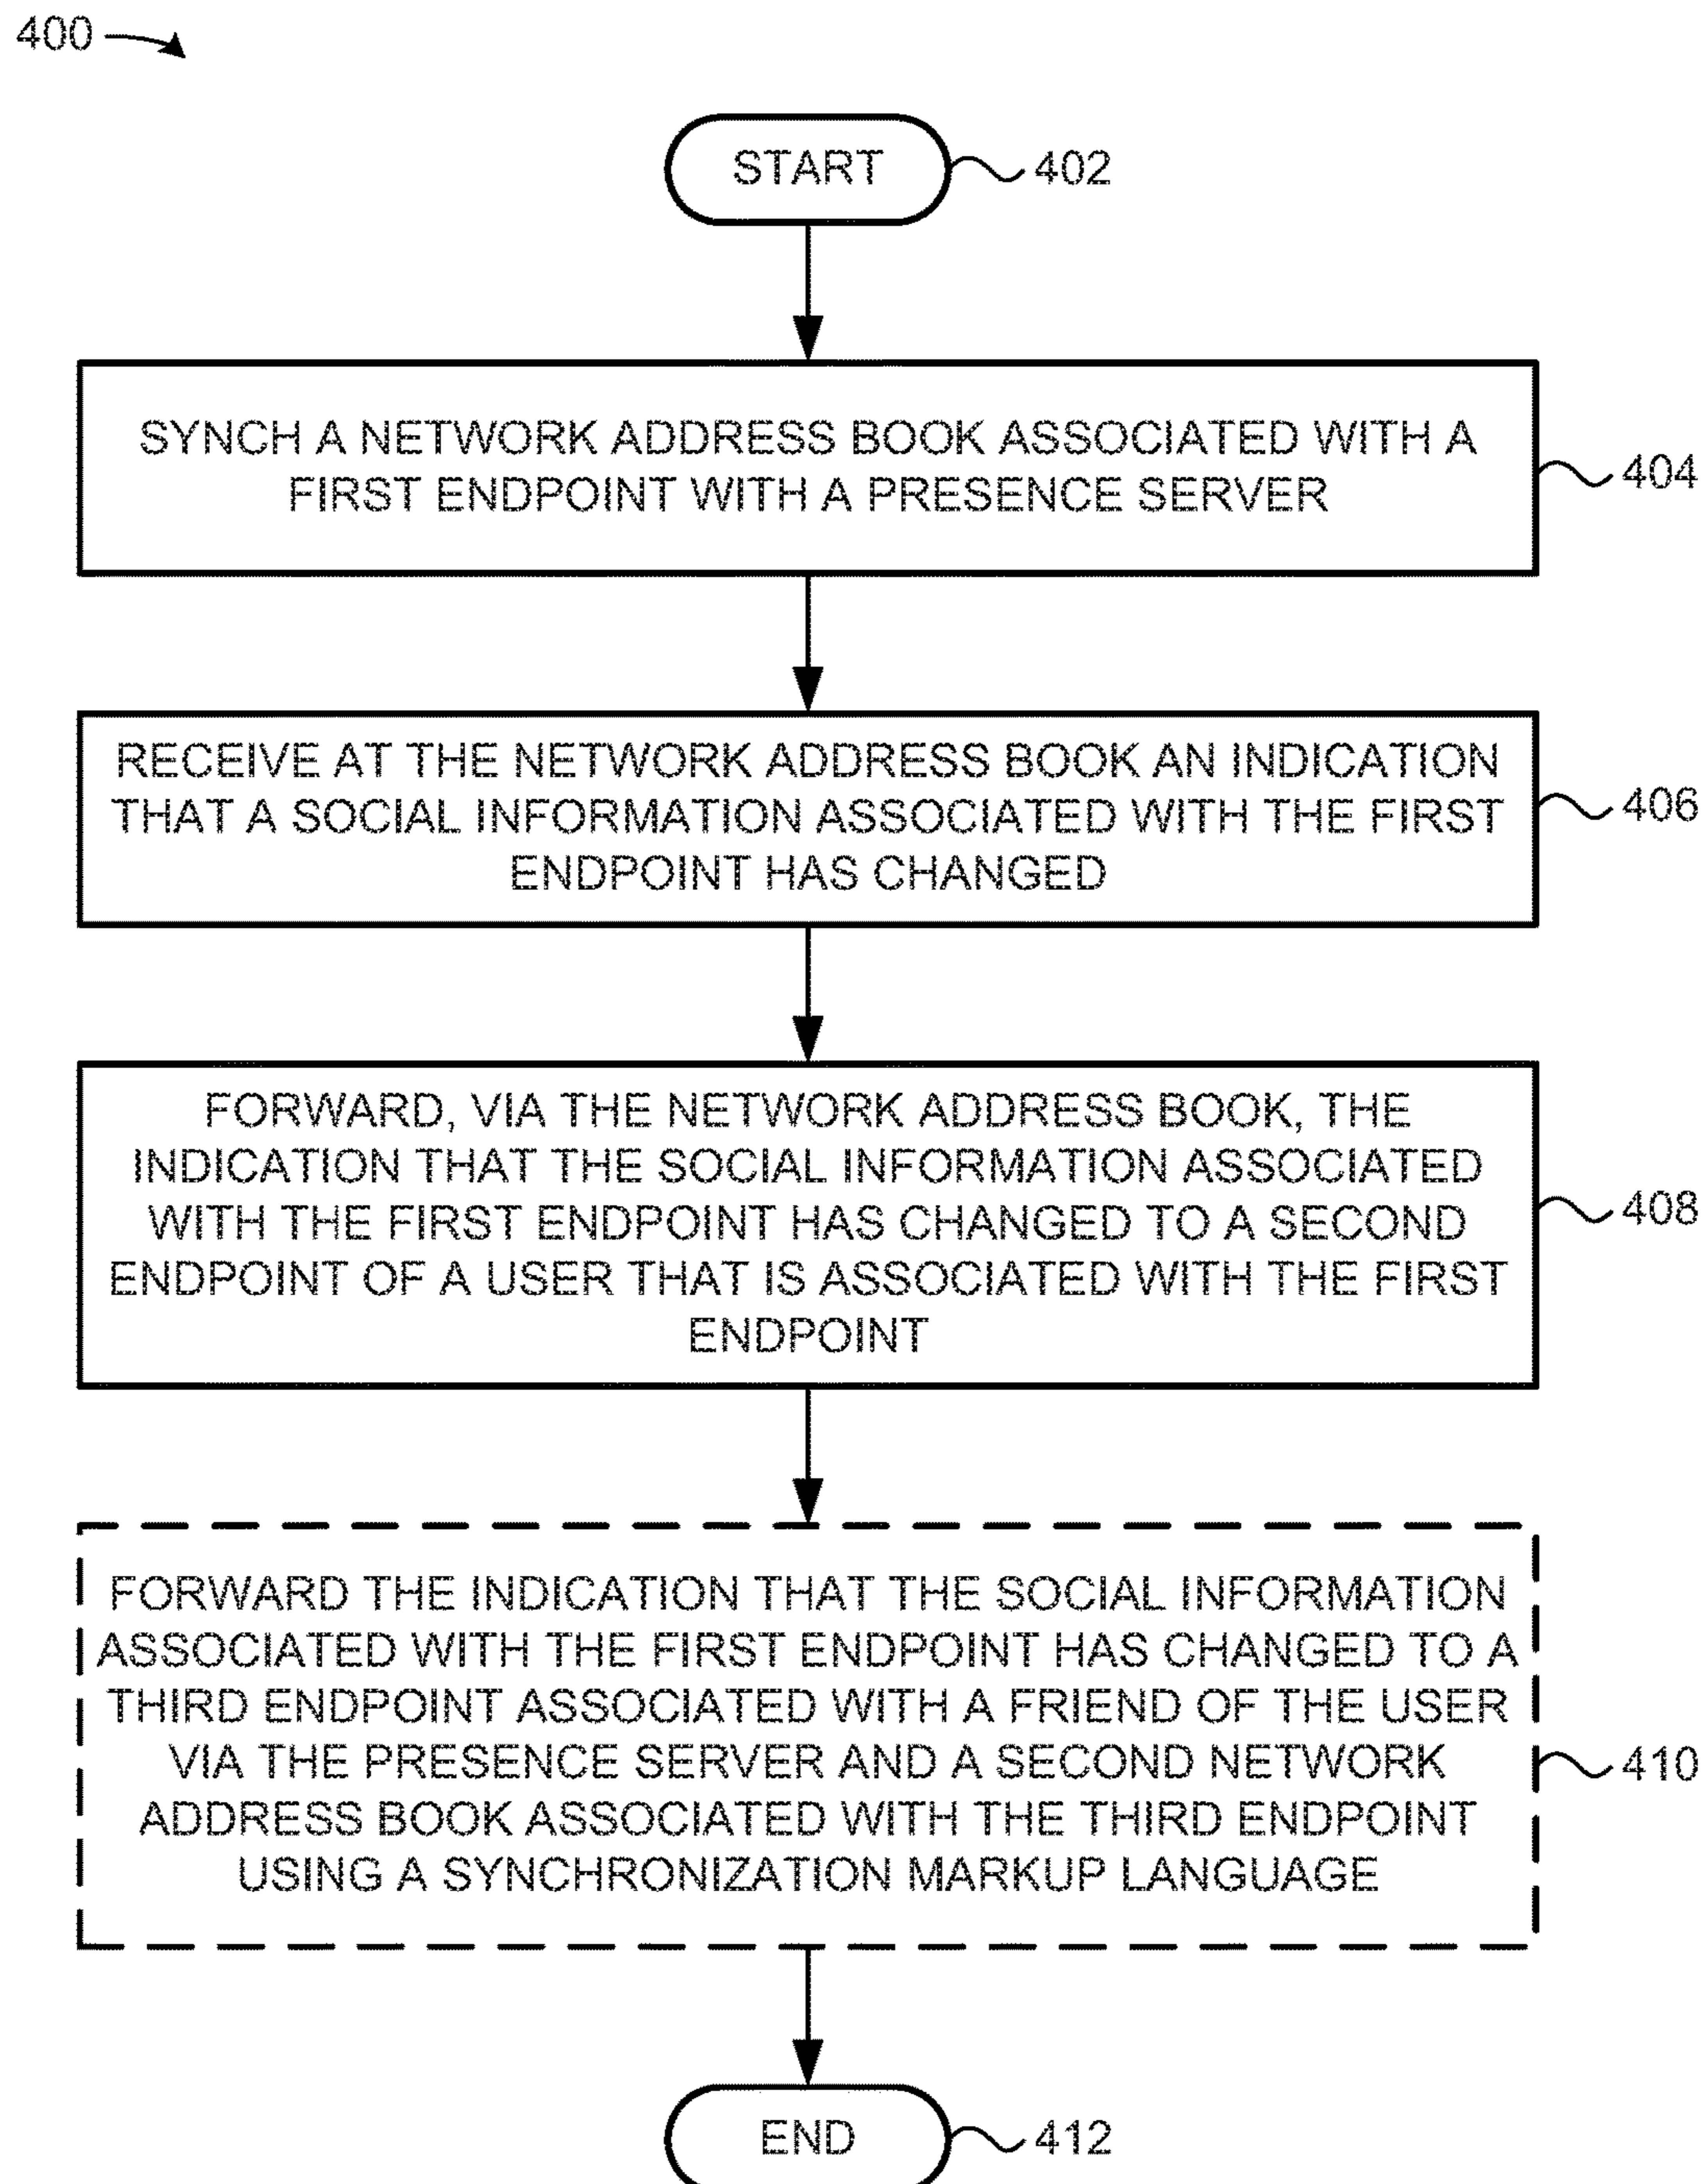 400
START
402
SYNCH A NETWORK ADDRESS BOOK ASSOCIATED WITH A
FIRST ENDPOINT WITH A PRESENCE SERVER
404
RECEIVE AT THE NETWORK ADDRESS BOOK AN INDICATION
THAT A SOCIAL INFORMATION ASSOCIATED WITH THE FIRST
ENDPOINT HAS CHANGED
406
FORWARD, VIA THE NETWORK ADDRESS BOOK, THE
INDICATION THAT THE SOCIAL INFORMATION ASSOCIATED
WITH THE FIRST ENDPOINT HAS CHANGED TO A SECOND
ENDPOINT OF A USER THAT IS ASSOCIATED WITH THE FIRST
ENDPOINT
408
FORWARD THE INDICATION THAT THE SOCIAL INFORMATION
ASSOCIATED WITH THE FIRST ENDPOINT HAS CHANGED TO A
THIRD ENDPOINT ASSOCIATED WITH A FRIEND OF THE USER
VIA THE PRESENCE SERVER AND A SECOND NETWORK
ADDRESS BOOK ASSOCIATED WITH THE THIRD ENDPOINT
USING A SYNCHRONIZATION MARKUP LANGUAGE
410
END
412